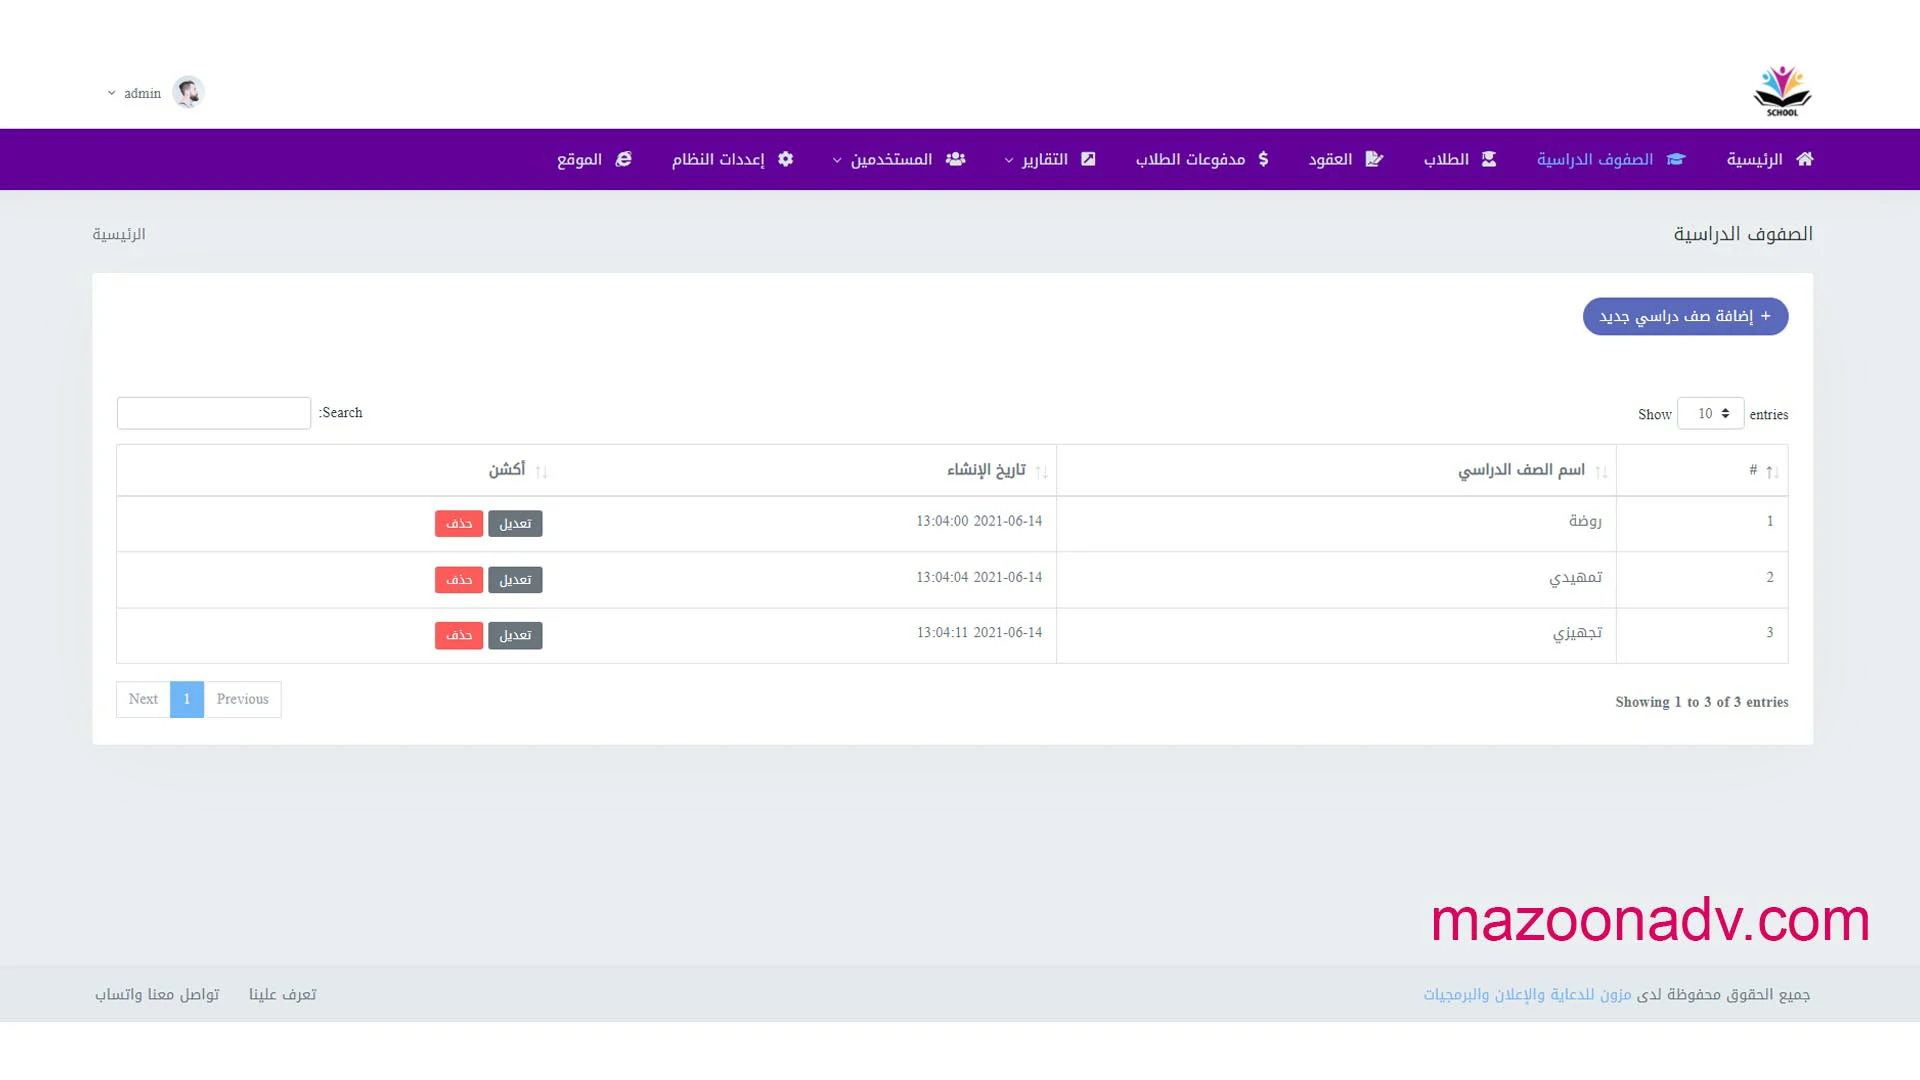 SCHOOL
admin
الرئيسية
الصفوف الدراسية
الطلاب
العقود
مدفوعات الطلاب
التقارير
المستخدمين
إعددات النظام
الموقع
الصفوف الدراسية
الرئيسية
+ إضافة صف دراسي جديد
Show 10 entries
Search:
# اسم الصف الدراسي تاريخ الإنشاء أكشن
1 روضة 2021-06-14 13:04:00 تعديل حذف
2 تمهيدي 2021-06-14 13:04:04 تعديل حذف
3 تجهيزي 2021-06-14 13:04:11 تعديل حذف
Showing 1 to 3 of 3 entries
Previous 1 Next
mazoonadv.com
جميع الحقوق محفوظة لدى مزون للدعاية والإعلان والبرمجيات
تعرف علينا
تواصل معنا واتساب